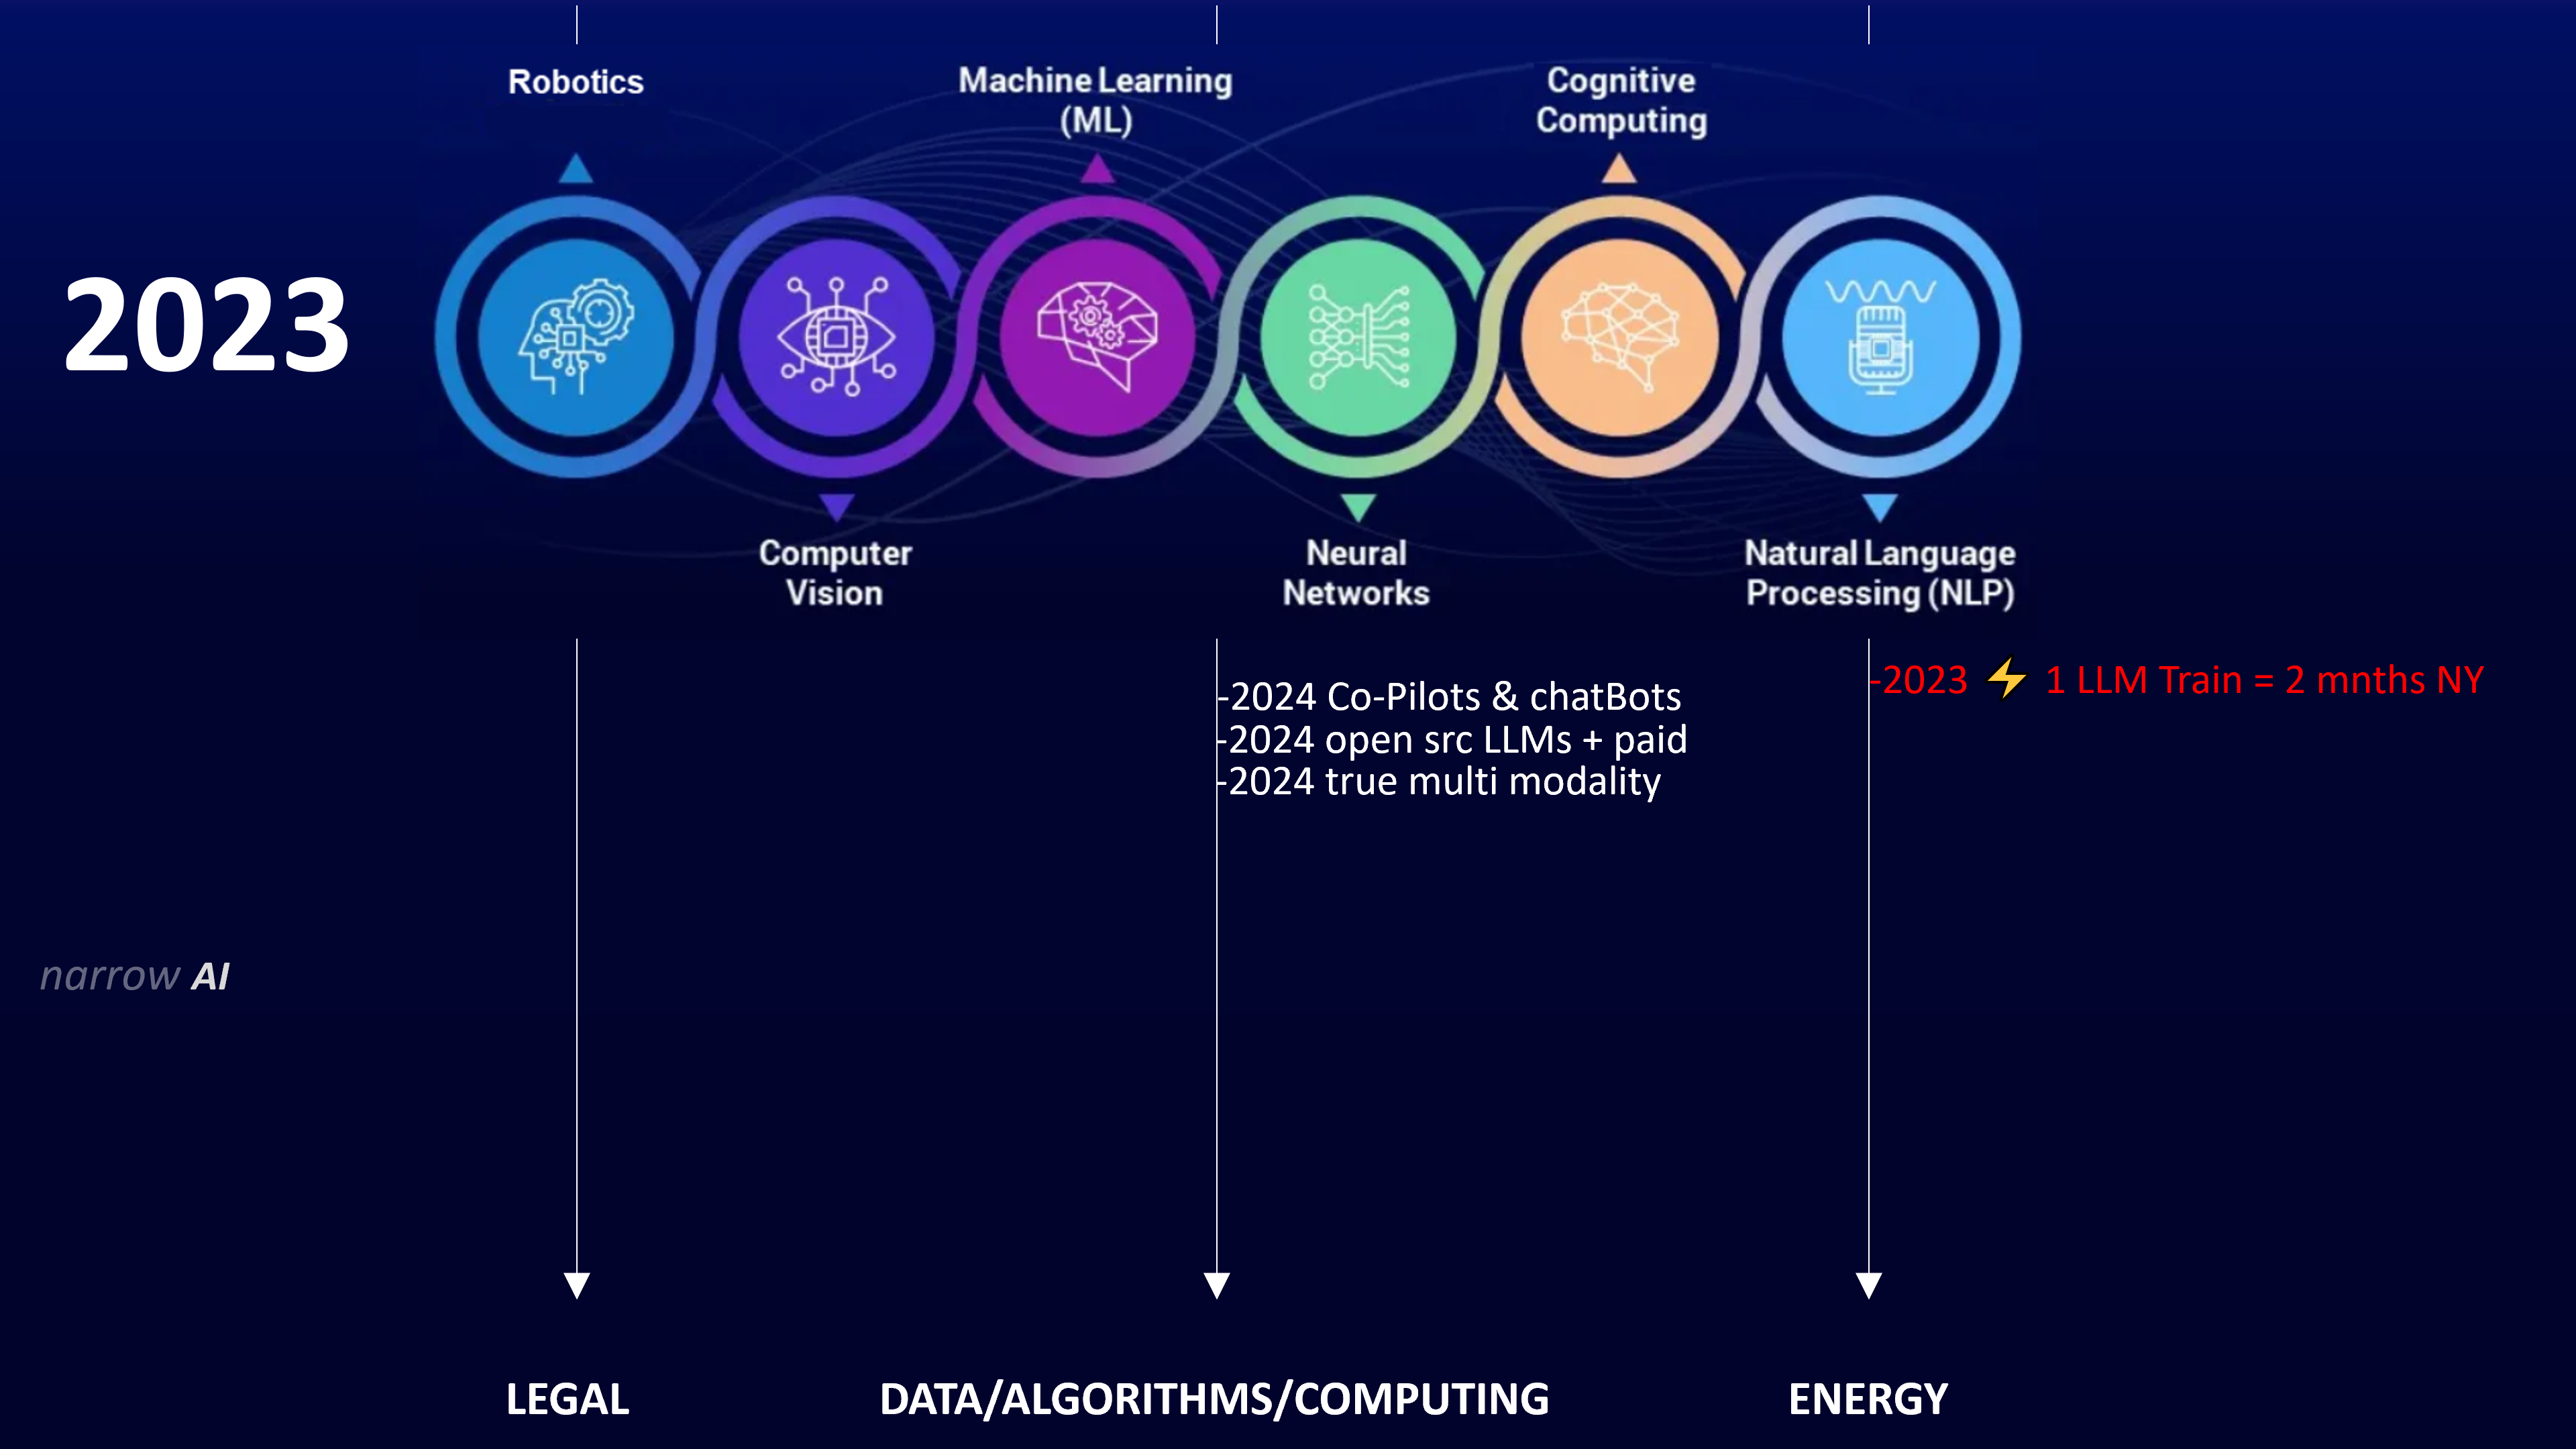 Robotics
Machine Learning
(ML)
Cognitive
Computing
2023
Computer
Vision
Neural
Networks
Natural Language
Processing (NLP)
-2024 Co-Pilots & chatBots
-2024 open src LLMs + paid
-2024 true multi modality
-2023 ⚡ 1 LLM Train = 2 mnths NY
narrow AI
LEGAL
DATA/ALGORITHMS/COMPUTING
ENERGY